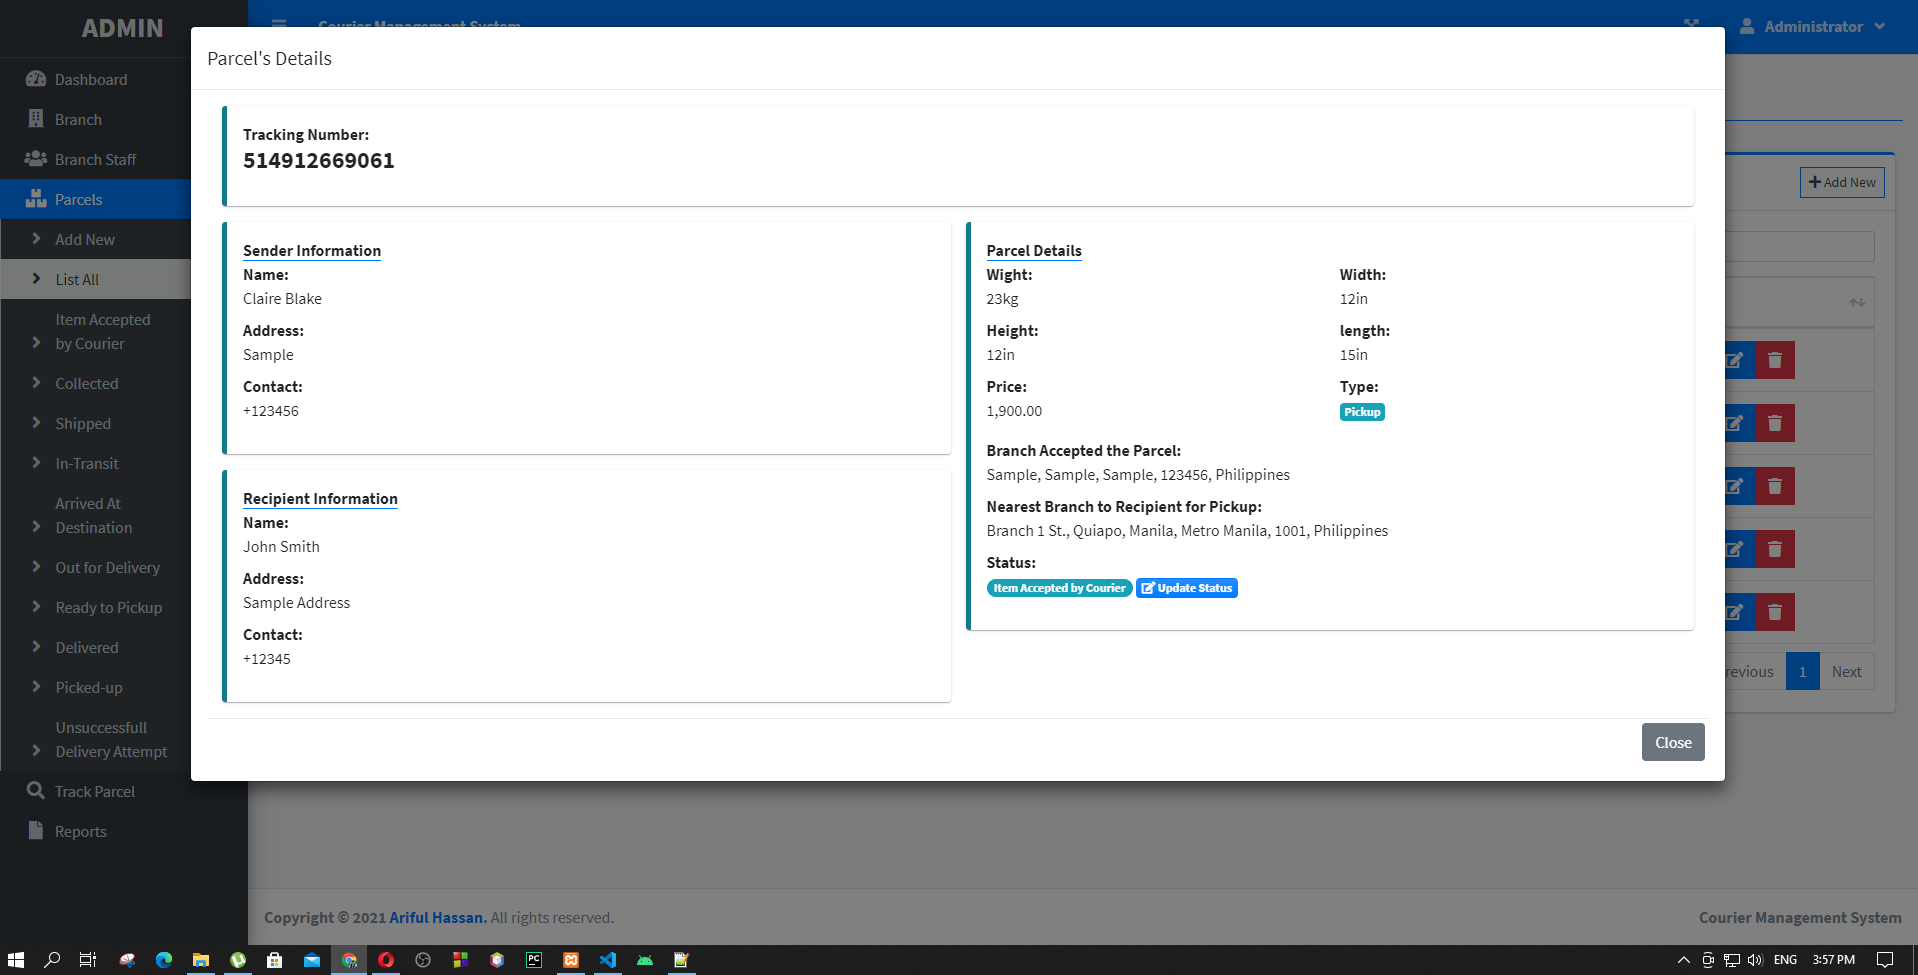 ADMIN
Courier Management System
Administrator
Parcel's Details
Dashboard
Branch
Branch Staff
Parcels
Add New
List All
Item Accepted
by Courier
Collected
Shipped
In-Transit
Arrived At
Destination
Out for Delivery
Ready to Pickup
Delivered
Picked-up
Unsuccessfull
Delivery Attempt
Track Parcel
Reports
Tracking Number:
514912669061
Sender Information
Name:
Claire Blake
Address:
Sample
Contact:
+123456
Recipient Information
Name:
John Smith
Address:
Sample Address
Contact:
+12345
Parcel Details
Wight: Width:
23kg 12in
Height: length:
12in 15in
Price: Type:
1,900.00 Pickup
Branch Accepted the Parcel:
Sample, Sample, Sample, 123456, Philippines
Nearest Branch to Recipient for Pickup:
Branch 1 St., Quiapo, Manila, Metro Manila, 1001, Philippines
Status:
Item Accepted by Courier Update Status
Close
Add New
revious 1 Next
Copyright © 2021 Ariful Hassan. All rights reserved.
Courier Management System
PC
ENG 3:57 PM